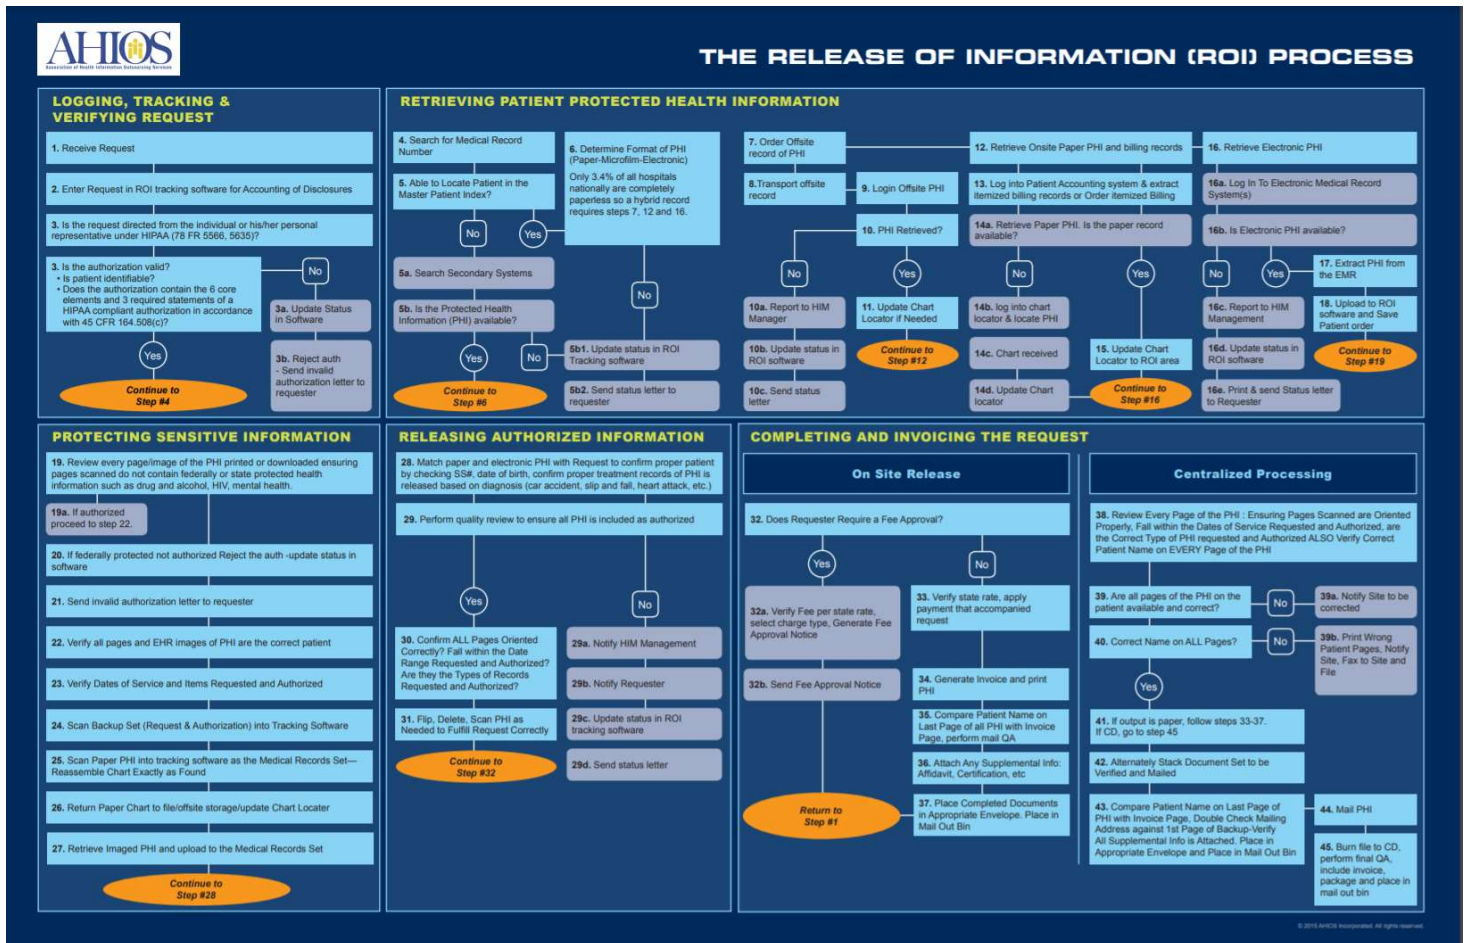 AHIOS
Association of Health Information Outsourcing Services
THE RELEASE OF INFORMATION (ROI) PROCESS
LOGGING, TRACKING &
VERIFYING REQUEST
1. Receive Request
2. Enter Request in ROI tracking software for Accounting of Disclosures
3. Is the request directed from the individual or his/her personal
representative under HIPAA (78 FR 5566, 5635)?
3. Is the authorization valid?
• Is patient identifiable?
• Does the authorization contain the 6 core
elements and 3 required statements of a
HIPAA compliant authorization in accordance
with 45 CFR 164.508(c)?
No
3a. Update Status
in Software
3b. Reject auth
- Send invalid
authorization letter to
requester
Yes
Continue to
Step #4
RETRIEVING PATIENT PROTECTED HEALTH INFORMATION
4. Search for Medical Record
Number
5. Able to Locate Patient in the
Master Patient Index?
No
Yes
5a. Search Secondary Systems
5b. Is the Protected Health
Information (PHI) available?
Yes
No
Continue to
Step #6
6. Determine Format of PHI
(Paper-Microfilm-Electronic)
Only 3.4% of all hospitals
nationally are completely
paperless so a hybrid record
requires steps 7, 12 and 16.
No
5b1. Update status in ROI
Tracking software
5b2. Send status letter to
requester
7. Order Offsite
record of PHI
8.Transport offsite
record
9. Login Offsite PHI
10. PHI Retrieved?
No
Yes
10a. Report to HIM
Manager
10b. Update status in
ROI software
10c. Send status
letter
11. Update Chart
Locator if Needed
Continue to
Step #12
12. Retrieve Onsite Paper PHI and billing records
13. Log into Patient Accounting system & extract
itemized billing records or Order itemized Billing
14a. Retrieve Paper PHI. Is the paper record
available?
No
Yes
14b. log into chart
locator & locate PHI
14c. Chart received
14d. Update Chart
locator
15. Update Chart
Locator to ROI area
Continue to
Step #16
16. Retrieve Electronic PHI
16a. Log In To Electronic Medical Record
System(s)
16b. Is Electronic PHI available?
No
Yes
16c. Report to HIM
Management
16d. Update status in
ROI software
16e. Print & send Status letter
to Requester
17. Extract PHI from
the EMR
18. Upload to ROI
software and Save
Patient order
Continue to
Step #19
PROTECTING SENSITIVE INFORMATION
19. Review every page/image of the PHI printed or downloaded ensuring
pages scanned do not contain federally or state protected health
information such as drug and alcohol, HIV, mental health.
19a. If authorized
proceed to step 22.
20. If federally protected not authorized Reject the auth -update status in
software
21. Send invalid authorization letter to requester
22. Verify all pages and EHR images of PHI are the correct patient
23. Verify Dates of Service and Items Requested and Authorized
24. Scan Backup Set (Request & Authorization) into Tracking Software
25. Scan Paper PHI into tracking software as the Medical Records Set—
Reassemble Chart Exactly as Found
26. Return Paper Chart to file/offsite storage/update Chart Locater
27. Retrieve Imaged PHI and upload to the Medical Records Set
Continue to
Step #28
RELEASING AUTHORIZED INFORMATION
28. Match paper and electronic PHI with Request to confirm proper patient
by checking SS#, date of birth, confirm proper treatment records of PHI is
released based on diagnosis (car accident, slip and fall, heart attack, etc.)
29. Perform quality review to ensure all PHI is included as authorized
Yes
No
30. Confirm ALL Pages Oriented
Correctly? Fall within the Date
Range Requested and Authorized?
Are they the Types of Records
Requested and Authorized?
31. Flip, Delete, Scan PHI as
Needed to Fulfill Request Correctly
Continue to
Step #32
29a. Notify HIM Management
29b. Notify Requester
29c. Update status in ROI
tracking software
29d. Send status letter
COMPLETING AND INVOICING THE REQUEST
On Site Release
32. Does Requester Require a Fee Approval?
Yes
No
32a. Verify Fee per state rate,
select charge type, Generate Fee
Approval Notice
32b. Send Fee Approval Notice
Return to
Step #1
33. Verify state rate, apply
payment that accompanied
request
34. Generate Invoice and print
PHI
35. Compare Patient Name on
Last Page of all PHI with Invoice
Page, perform mail QA
36. Attach Any Supplemental Info:
Affidavit, Certification, etc
37. Place Completed Documents
in Appropriate Envelope. Place in
Mail Out Bin
Centralized Processing
38. Review Every Page of the PHI : Ensuring Pages Scanned are Oriented
Properly, Fall within the Dates of Service Requested and Authorized, are
the Correct Type of PHI requested and Authorized ALSO Verify Correct
Patient Name on EVERY Page of the PHI
39. Are all pages of the PHI on the
patient available and correct?
No
39a. Notify Site to be
corrected
40. Correct Name on ALL Pages?
No
39b. Print Wrong
Patient Pages, Notify
Site, Fax to Site and
File
Yes
41. If output is paper, follow steps 33-37.
If CD, go to step 45
42. Alternately Stack Document Set to be
Verified and Mailed
43. Compare Patient Name on Last Page of
PHI with Invoice Page, Double Check Mailing
Address against 1st Page of Backup-Verify
All Supplemental Info is Attached. Place in
Appropriate Envelope and Place in Mail Out Bin
44. Mail PHI
45. Burn file to CD,
perform final QA,
include invoice,
package and place in
mail out bin
AHIOS Incorporated. All rights reserved.